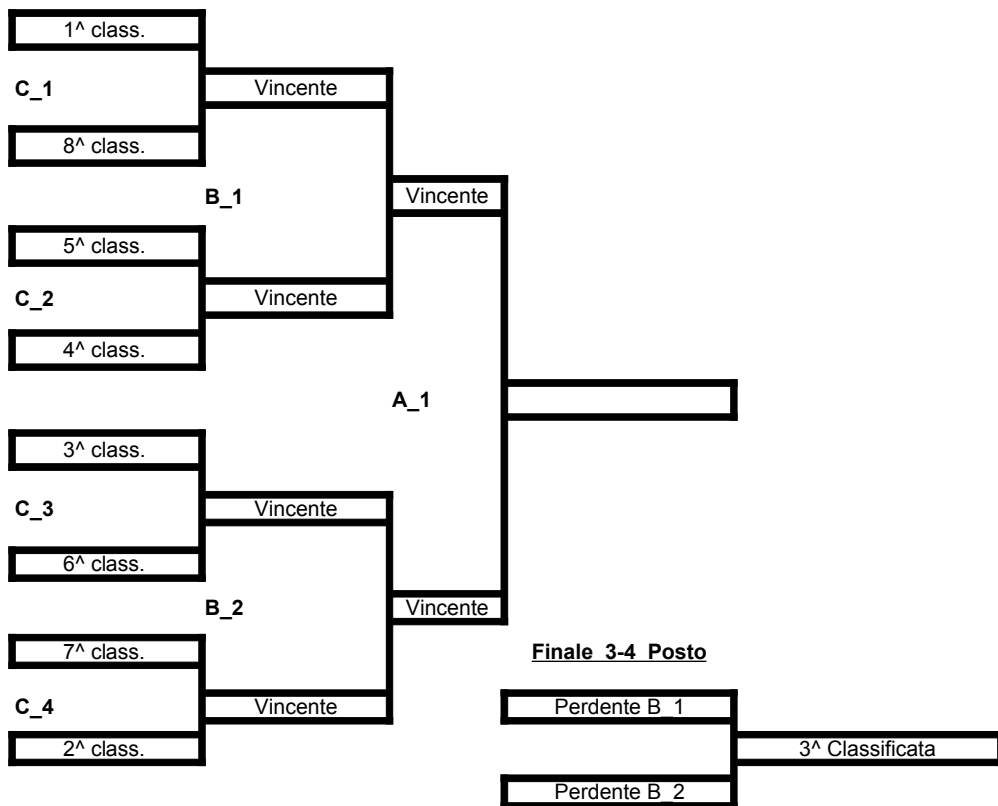 1^ class.
C_1
Vincente
8^ class.
B_1
Vincente
5^ class.
C_2
Vincente
4^ class.
A_1
3^ class.
C_3
Vincente
6^ class.
B_2
Vincente
7^ class.
Finale 3-4 Posto
C_4
Vincente
Perdente B_1
2^ class.
3^ Classificata
Perdente B_2